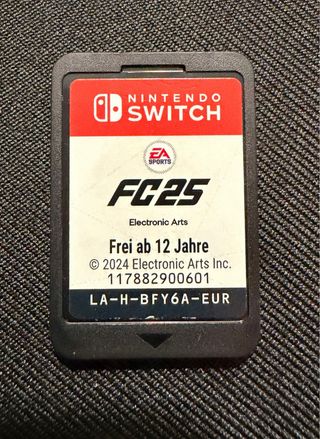 NINTENDO
SWITCH
EA
SPORTS
FC25
Electronic Arts
Frei ab 12 Jahre
© 2024 Electronic Arts Inc.
117882900601
LA-H-BFY6A-EUR